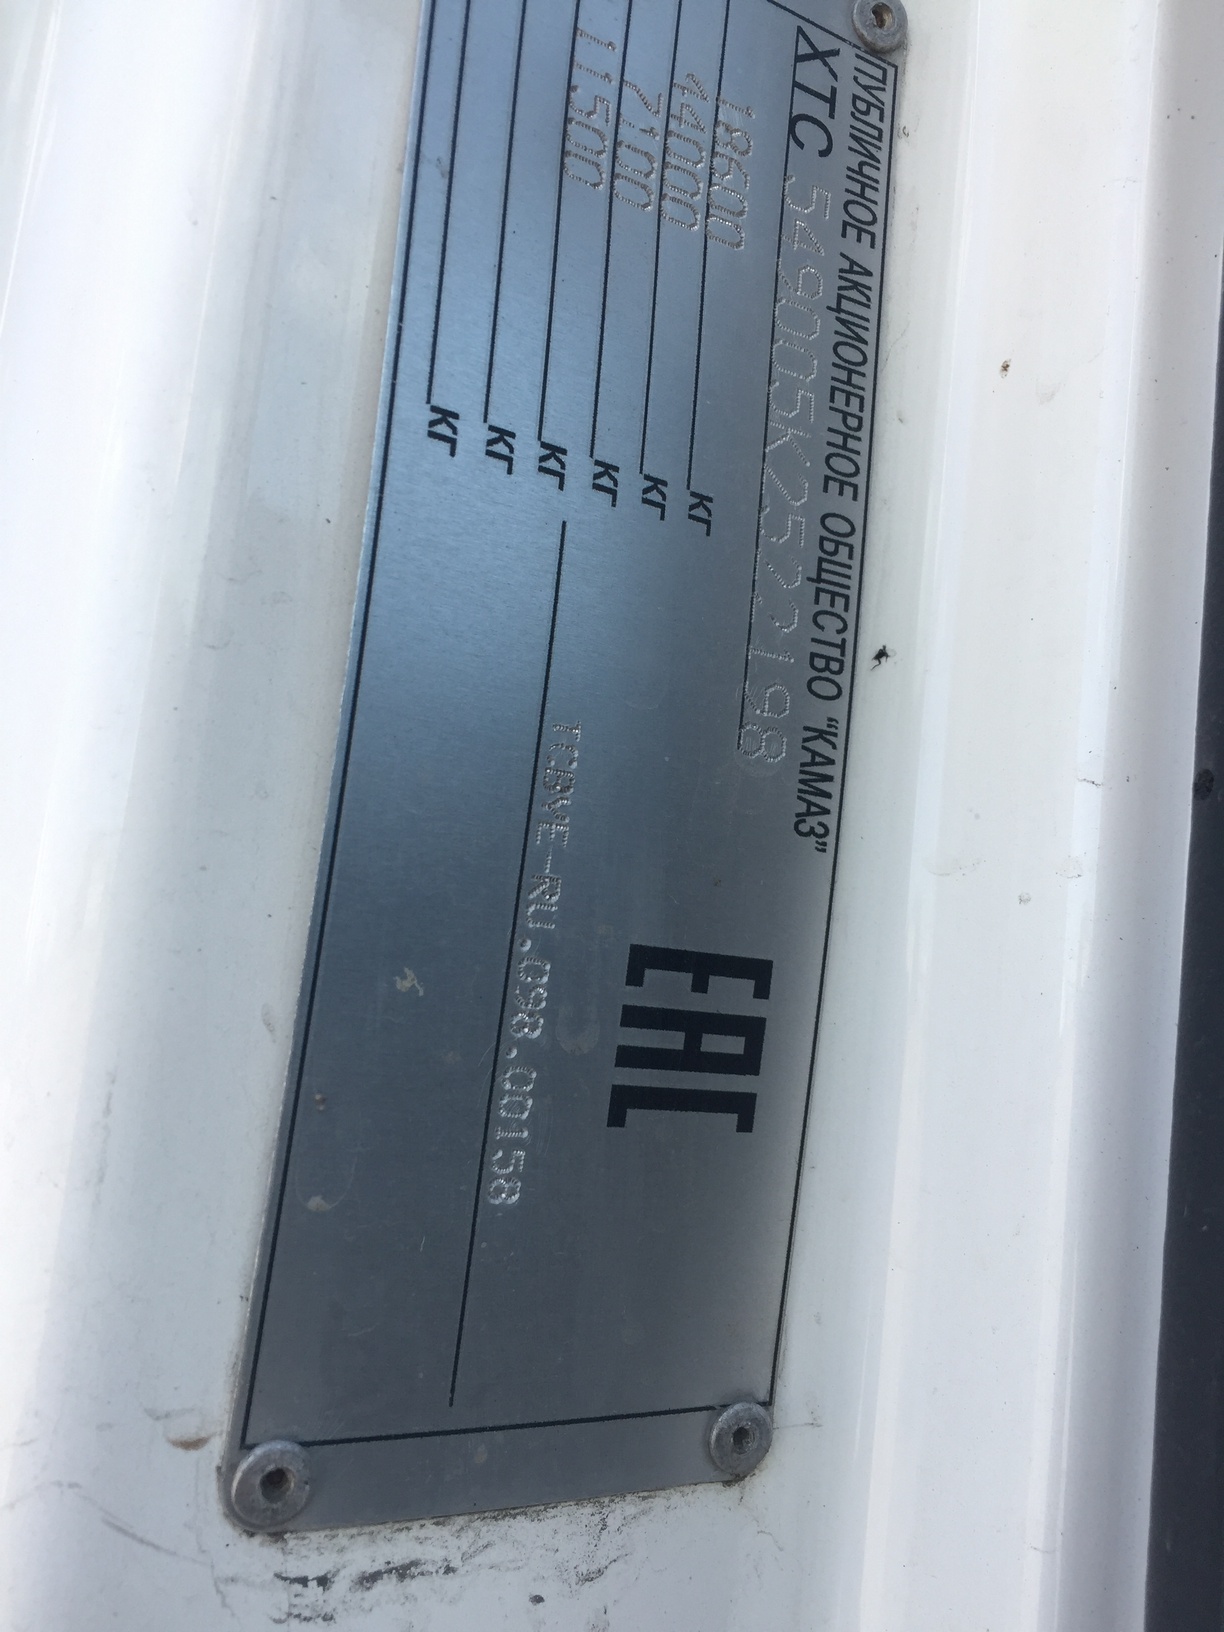 ПУБЛИЧНОЕ АКЦИОНЕРНОЕ ОБЩЕСТВО "КАМАЗ"
XTC 549005K2522198
18600 КГ
44000 КГ
7100 КГ
11500 КГ
КГ
КГ
EAC
TCBYE-RU.098.00158